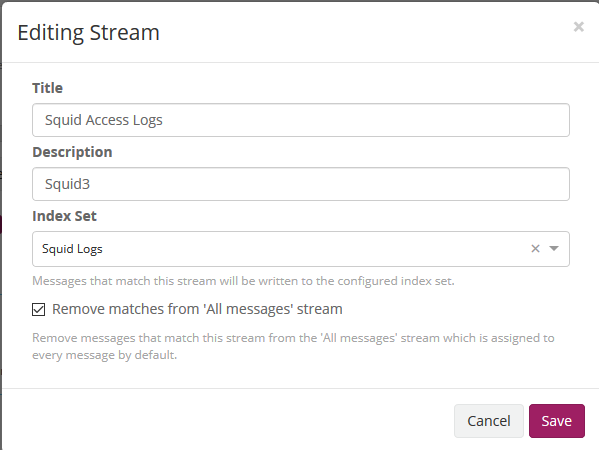 Editing Stream
Title
Squid Access Logs
Description
Squid3
Index Set
Squid Logs
Messages that match this stream will be written to the configured index set.
Remove matches from 'All messages' stream
Remove messages that match this stream from the 'All messages' stream which is assigned to
every message by default.
Cancel Save